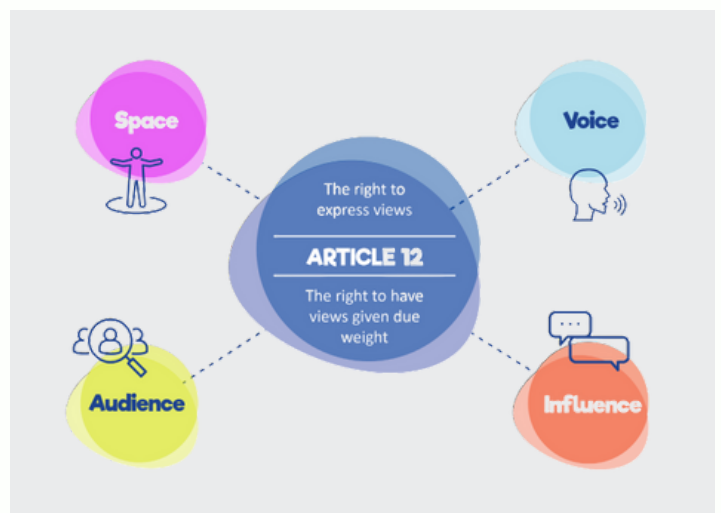 Space
Voice
The right to
express views
ARTICLE 12
The right to have
views given due
weight
Audience
Influence